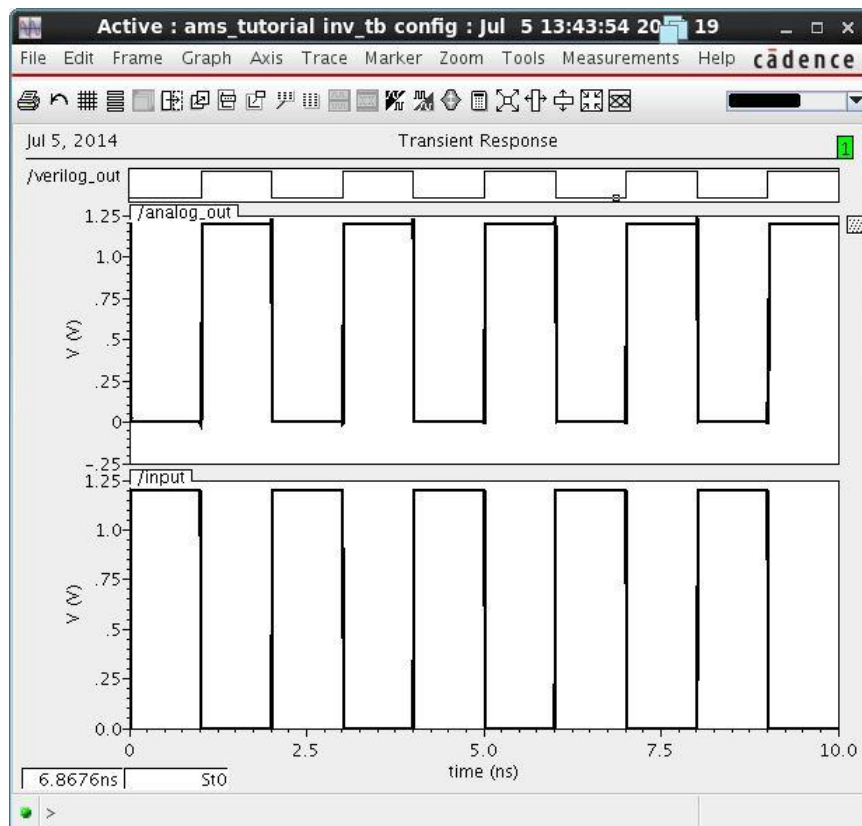 Active : ams_tutorial inv_tb config : Jul 5 13:43:54 20 19
File Edit Frame Graph Axis Trace Marker Zoom Tools Measurements Help cādence
Jul 5, 2014 Transient Response 1
/verilog_out
/analog_out
1.25
1.0
.75
.5
.25
0
-.25
V (V)
/input
1.25
1.0
.75
.5
.25
0.0
V (V)
0 2.5 5.0 7.5 10.0
time (ns)
6.8676ns St0
>